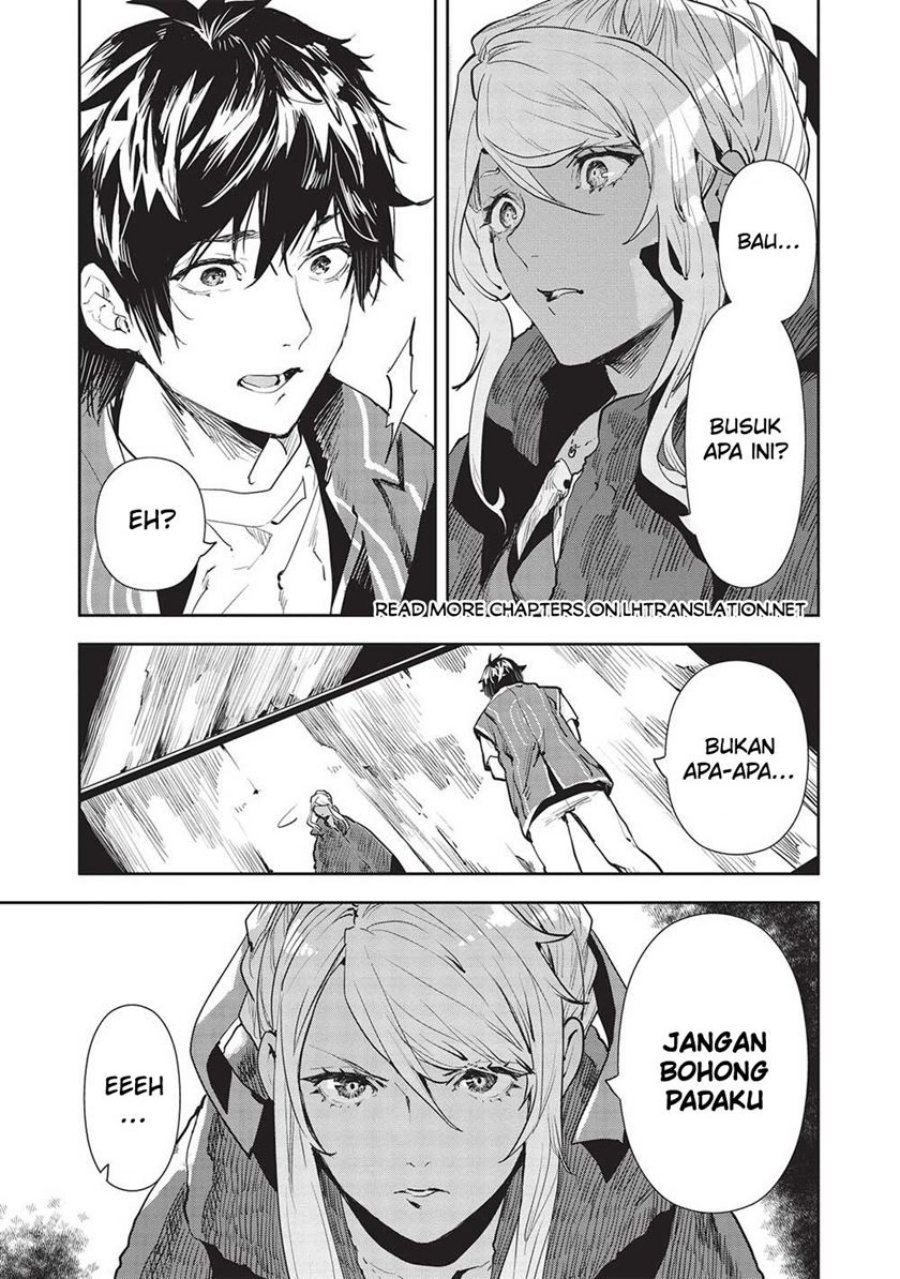 BAU...
BUSUK
APA INI?
EH?
READ MORE CHAPTERS ON LHTRANSLATION.NET
BUKAN
APA-APA...
JANGAN
BOHONG
PADAKU
EEEH
...